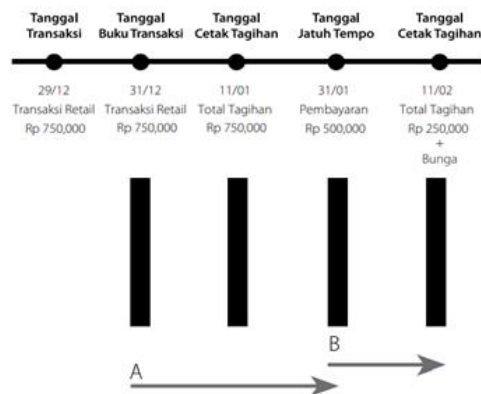 Tanggal
Transaksi
Tanggal
Buku Transaksi
Tanggal
Cetak Tagihan
Tanggal
Jatuh Tempo
Tanggal
Cetak Tagihan
29/12
Transaksi Retail
Rp 750,000
31/12
Transaksi Retail
Rp 750,000
11/01
Total Tagihan
Rp 750,000
31/01
Pembayaran
Rp 500,000
11/02
Total Tagihan
Rp 250,000
+
Bunga
A
B